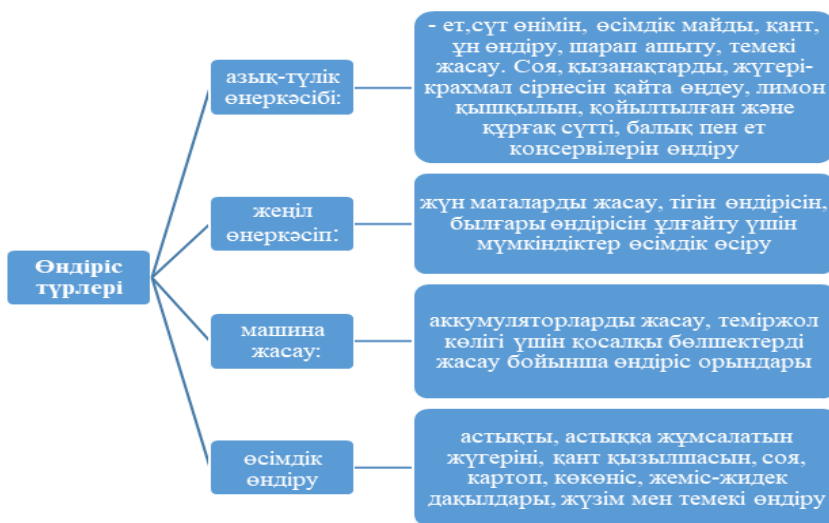 Өндіріс
түрлері
азық-түлік
өнеркәсібі:
- ет,сүт өнімін, өсімдік майды, қант,
ұн өндіру, шарап ашыту, темекі
жасау. Соя, қызанақтарды, жүгері-
крахмал сірнесін қайта өңдеу, лимон
қышқылын, қойылтылған және
құрғақ сүтті, балық пен ет
консервілерін өндіру
жеңіл
өнеркәсіп:
жүн маталарды жасау, тігін өндірісін,
былғары өндірісін ұлғайту үшін
мүмкіндіктер өсімдік өсіру
машина
жасау:
аккумуляторларды жасау, теміржол
көлігі үшін қосалқы бөлшектерді
жасау бойынша өндіріс орындары
өсімдік
өндіру
астықты, астыққа жұмсалатын
жүгеріні, қант қызылшасын, соя,
картоп, көкөніс, жеміс-жидек
дақылдары, жүзім мен темекі өндіру